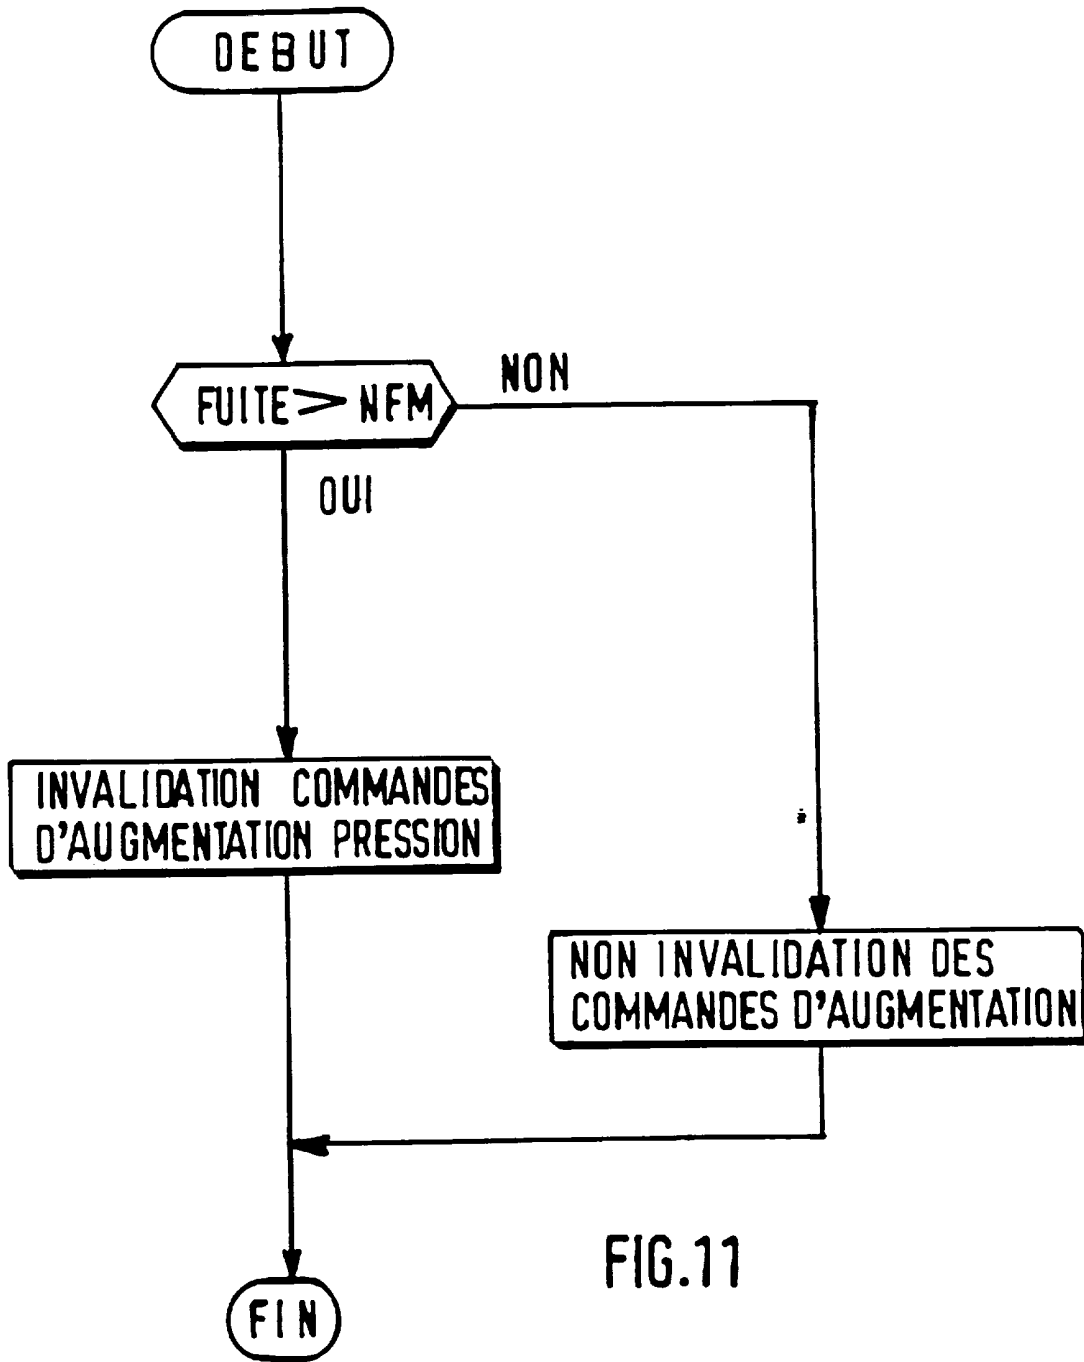 DEBUT
FUITE > NFM
NON
OUI
INVALIDATION COMMANDES
D'AUGMENTATION PRESSION
NON INVALIDATION DES
COMMANDES D'AUGMENTATION
FIG.11
FIN